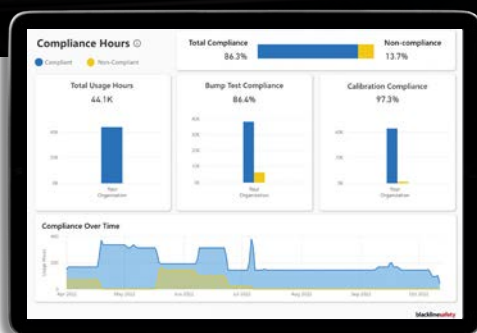 Compliance Hours
Compliant Non-Compliant
Total Compliance
86.3%
Non-compliance
13.7%
Total Usage Hours
44.1K
Your
Organization
Bump Test Compliance
86.4%
Your
Organization
Calibration Compliance
97.3%
Your
Organization
Compliance Over Time
Usage Hours
Apr 2022 May 2022 Jun 2022 Jul 2022 Aug 2022 Sep 2022 Oct 2022
blacklinesafety